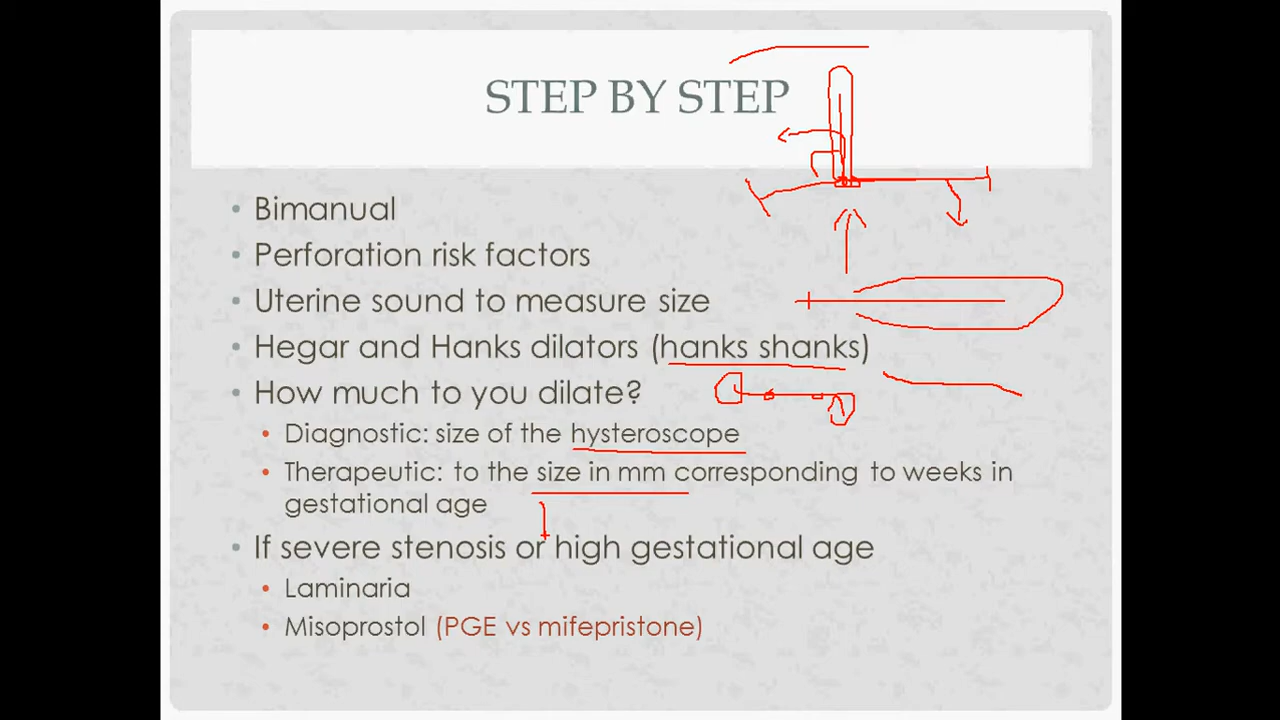 STEP BY STEP
• Bimanual
• Perforation risk factors
• Uterine sound to measure size
• Hegar and Hanks dilators (hanks shanks)
• How much to you dilate?
• Diagnostic: size of the hysteroscope
• Therapeutic: to the size in mm corresponding to weeks in
gestational age
• If severe stenosis or high gestational age
• Laminaria
• Misoprostol (PGE vs mifepristone)